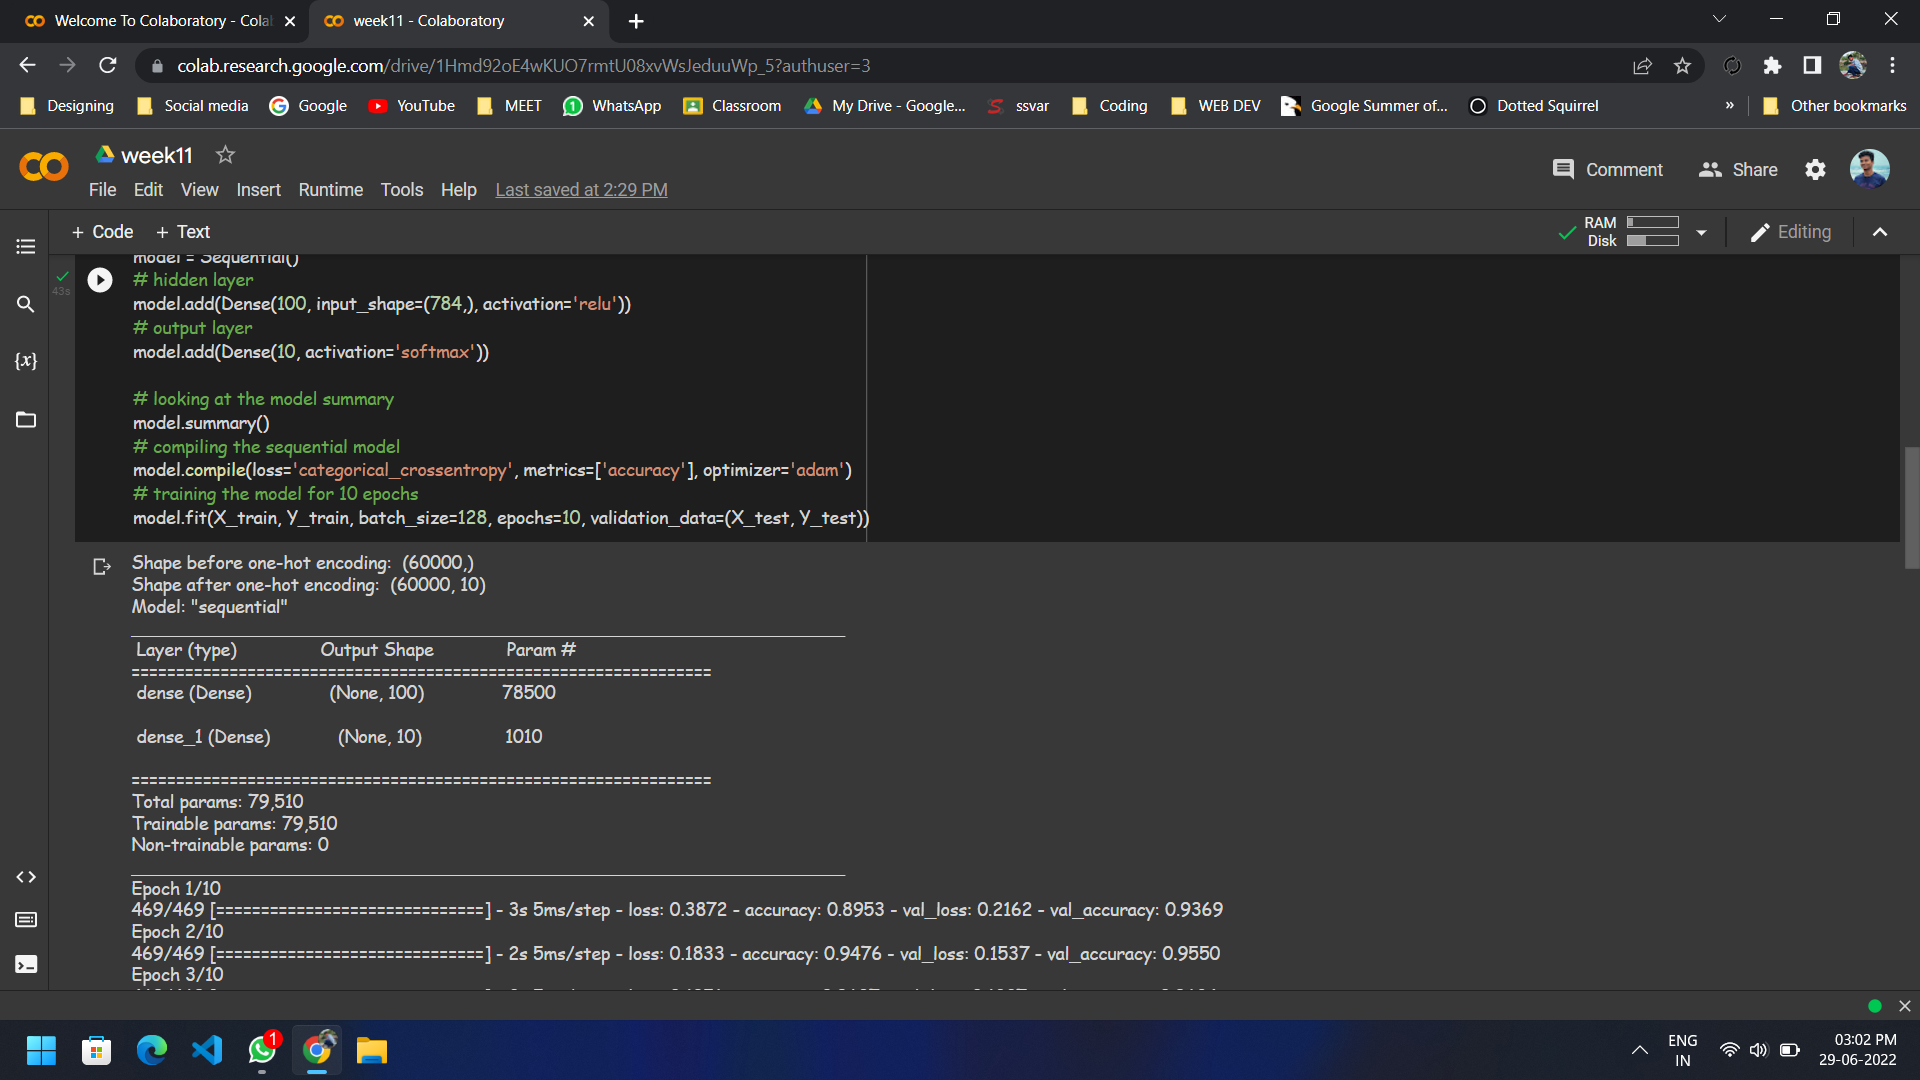 Welcome To Colaboratory - Cola
week11 - Colaboratory
colab.research.google.com/drive/1Hmd92oE4wKUO7rmtU08xvWsJeduuWp_5?authuser=3
Designing Social media Google YouTube MEET WhatsApp Classroom My Drive - Google... ssvar Coding WEB DEV Google Summer of... Dotted Squirrel » Other bookmarks
week11
Comment Share
File Edit View Insert Runtime Tools Help Last saved at 2:29 PM
+ Code + Text
RAM
Disk
Editing
model = Sequential()
43s
# hidden layer
model.add(Dense(100, input_shape=(784,), activation='relu'))
# output layer
model.add(Dense(10, activation='softmax'))
{x}
# looking at the model summary
model.summary()
# compiling the sequential model
model.compile(loss='categorical_crossentropy', metrics=['accuracy'], optimizer='adam')
# training the model for 10 epochs
model.fit(X_train, Y_train, batch_size=128, epochs=10, validation_data=(X_test, Y_test))
Shape before one-hot encoding:  (60000,)
Shape after one-hot encoding:  (60000, 10)
Model: "sequential"
_________________________________________________________________
Layer (type) Output Shape Param #
=================================================================
dense (Dense) (None, 100) 78500
dense_1 (Dense) (None, 10) 1010
=================================================================
Total params: 79,510
Trainable params: 79,510
Non-trainable params: 0
_________________________________________________________________
Epoch 1/10
469/469 [==============================] - 3s 5ms/step - loss: 0.3872 - accuracy: 0.8953 - val_loss: 0.2162 - val_accuracy: 0.9369
Epoch 2/10
469/469 [==============================] - 2s 5ms/step - loss: 0.1833 - accuracy: 0.9476 - val_loss: 0.1537 - val_accuracy: 0.9550
Epoch 3/10
1
ENG
IN
03:02 PM
29-06-2022